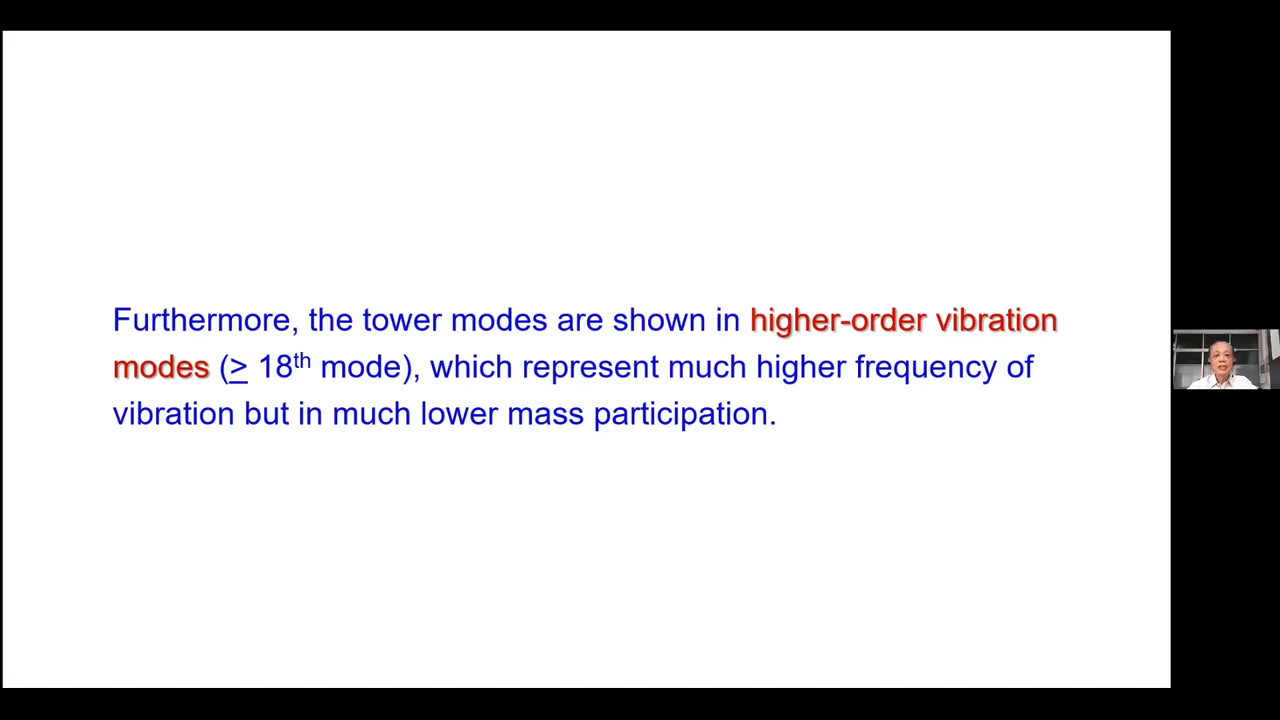 Furthermore, the tower modes are shown in higher-order vibration
modes (≥ 18th mode), which represent much higher frequency of
vibration but in much lower mass participation.